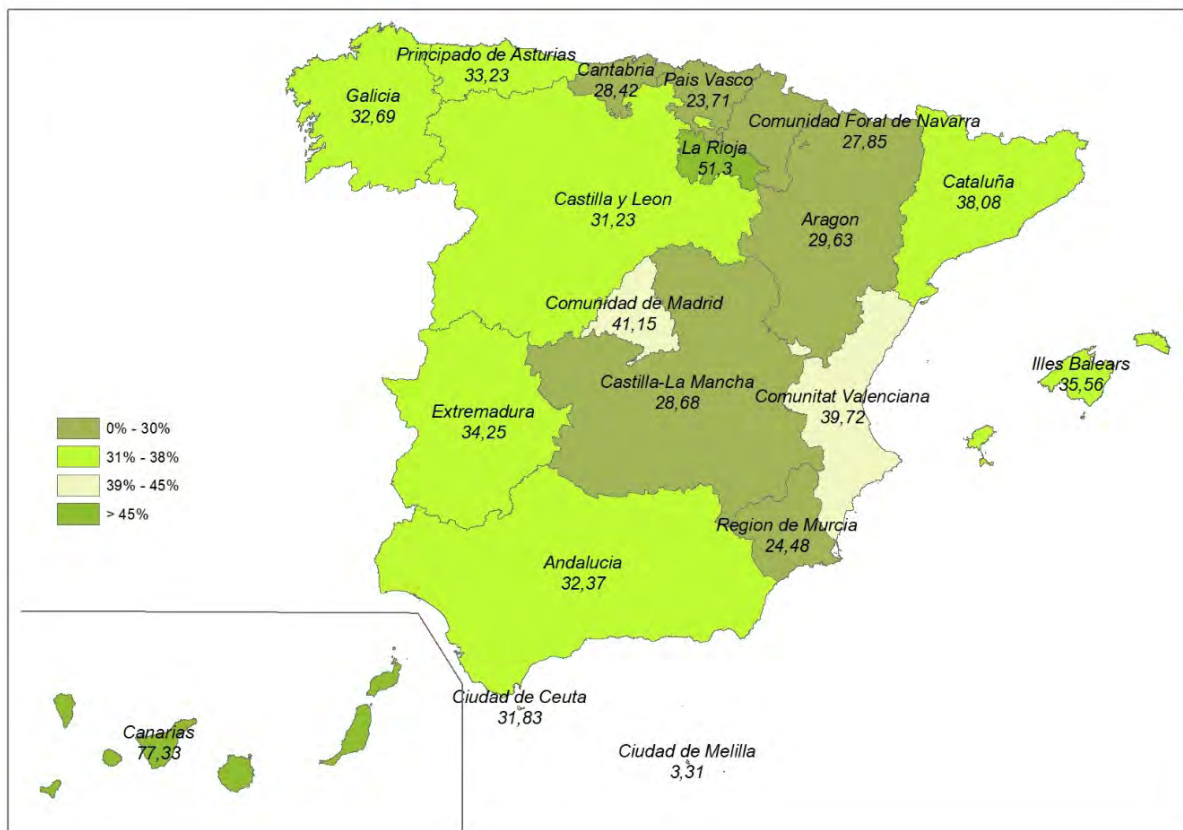 Principado de Asturias
33,23
Cantabria
28,42
Pais Vasco
23,71
Galicia
32,69
Comunidad Foral de Navarra
27,85
La Rioja
51,3
Cataluña
38,08
Castilla y Leon
31,23
Aragon
29,63
Comunidad de Madrid
41,15
Illes Balears
35,56
Castilla-La Mancha
28,68
Comunitat Valenciana
39,72
Extremadura
34,25
0% - 30%
31% - 38%
39% - 45%
> 45%
Region de Murcia
24,48
Andalucia
32,37
Ciudad de Ceuta
31,83
Canarias
77,33
Ciudad de Melilla
3,31